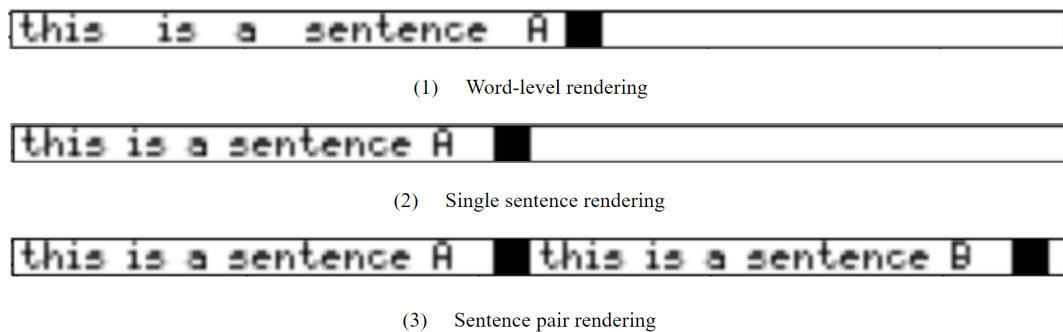 this is a sentence A
(1) Word-level rendering
this is a sentence A
(2) Single sentence rendering
this is a sentence A this is a sentence B
(3) Sentence pair rendering